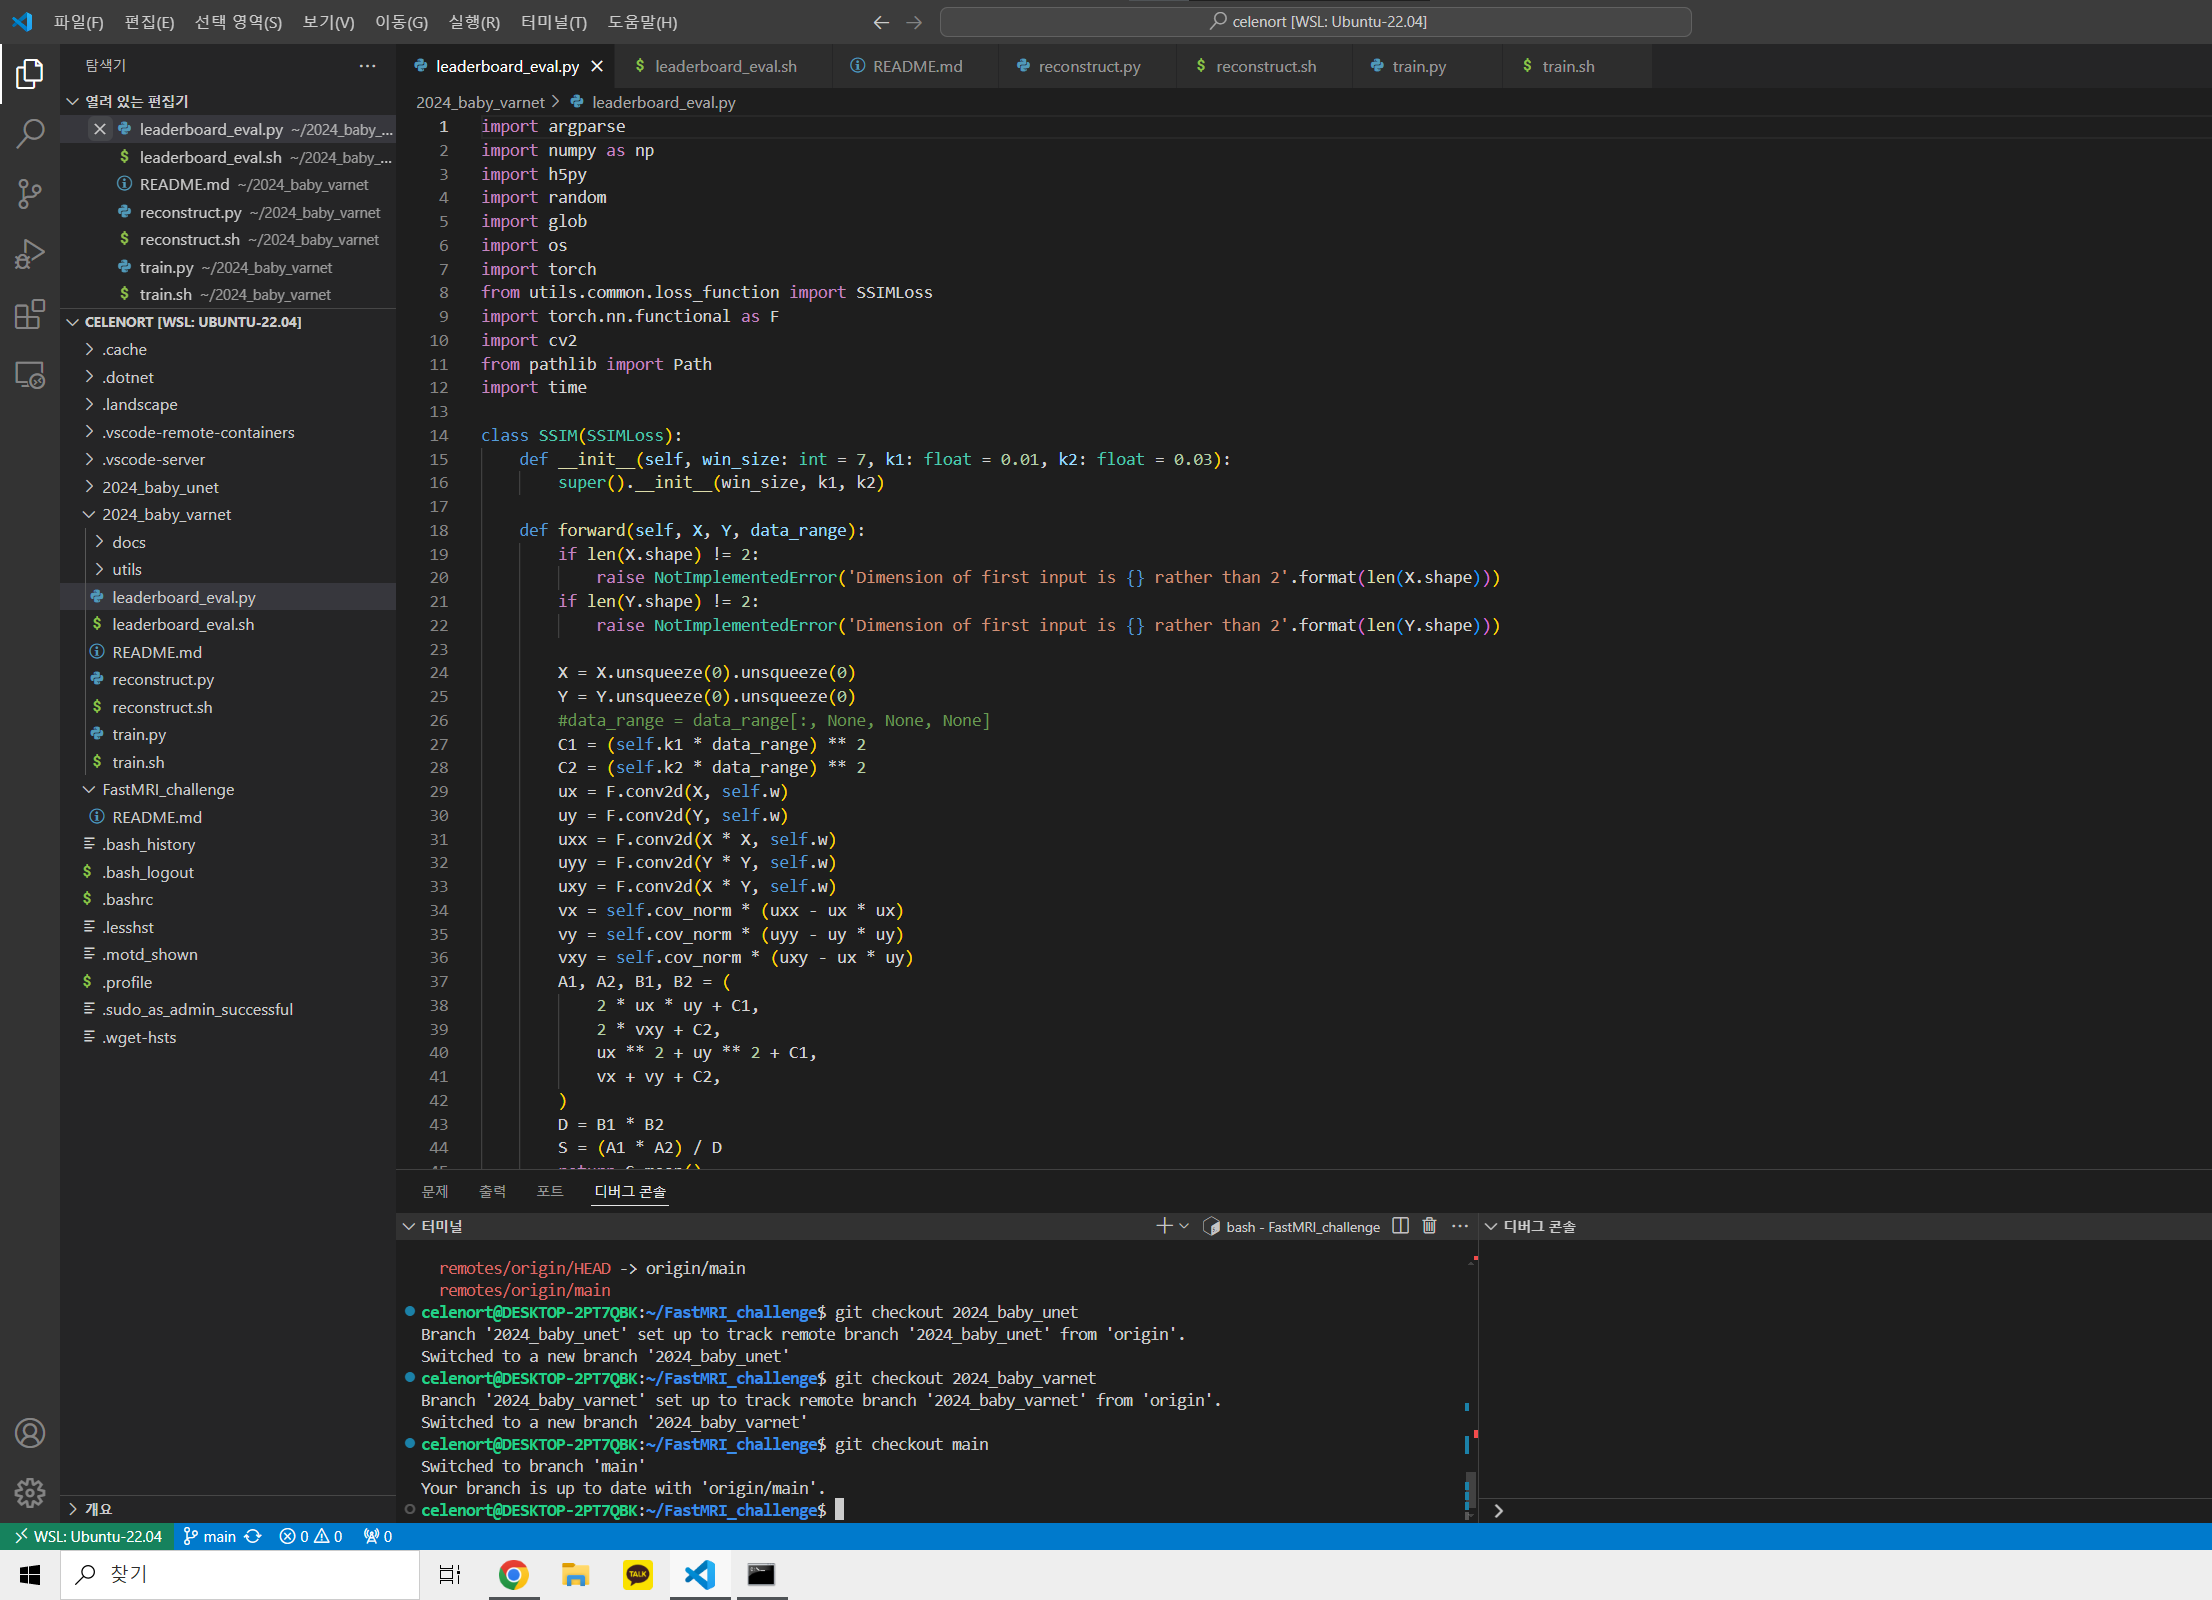 파일(F) 편집(E) 선택 영역(S) 보기(V) 이동(G) 실행(R) 터미널(T) 도움말(H)
celenort [WSL: Ubuntu-22.04]
탐색기
열려 있는 편집기
leaderboard_eval.py ~/2024_baby_...
leaderboard_eval.sh ~/2024_baby_...
README.md ~/2024_baby_varnet
reconstruct.py ~/2024_baby_varnet
reconstruct.sh ~/2024_baby_varnet
train.py ~/2024_baby_varnet
train.sh ~/2024_baby_varnet
CELENORT [WSL: UBUNTU-22.04]
.cache
.dotnet
.landscape
.vscode-remote-containers
.vscode-server
2024_baby_unet
2024_baby_varnet
docs
utils
leaderboard_eval.py
leaderboard_eval.sh
README.md
reconstruct.py
reconstruct.sh
train.py
train.sh
FastMRI_challenge
README.md
.bash_history
.bash_logout
.bashrc
.lesshst
.motd_shown
.profile
.sudo_as_admin_successful
.wget-hsts
개요
leaderboard_eval.py leaderboard_eval.sh README.md reconstruct.py reconstruct.sh train.py train.sh
2024_baby_varnet > leaderboard_eval.py
1 import argparse
2 import numpy as np
3 import h5py
4 import random
5 import glob
6 import os
7 import torch
8 from utils.common.loss_function import SSIMLoss
9 import torch.nn.functional as F
10 import cv2
11 from pathlib import Path
12 import time
13
14 class SSIM(SSIMLoss):
15 def __init__(self, win_size: int = 7, k1: float = 0.01, k2: float = 0.03):
16 super().__init__(win_size, k1, k2)
17
18 def forward(self, X, Y, data_range):
19 if len(X.shape) != 2:
20 raise NotImplementedError('Dimension of first input is {} rather than 2'.format(len(X.shape)))
21 if len(Y.shape) != 2:
22 raise NotImplementedError('Dimension of first input is {} rather than 2'.format(len(Y.shape)))
23
24 X = X.unsqueeze(0).unsqueeze(0)
25 Y = Y.unsqueeze(0).unsqueeze(0)
26 #data_range = data_range[:, None, None, None]
27 C1 = (self.k1 * data_range) ** 2
28 C2 = (self.k2 * data_range) ** 2
29 ux = F.conv2d(X, self.w)
30 uy = F.conv2d(Y, self.w)
31 uxx = F.conv2d(X * X, self.w)
32 uyy = F.conv2d(Y * Y, self.w)
33 uxy = F.conv2d(X * Y, self.w)
34 vx = self.cov_norm * (uxx - ux * ux)
35 vy = self.cov_norm * (uyy - uy * uy)
36 vxy = self.cov_norm * (uxy - ux * uy)
37 A1, A2, B1, B2 = (
38 2 * ux * uy + C1,
39 2 * vxy + C2,
40 ux ** 2 + uy ** 2 + C1,
41 vx + vy + C2,
42 )
43 D = B1 * B2
44 S = (A1 * A2) / D
문제 출력 포트 디버그 콘솔
터미널 bash - FastMRI_challenge ... 디버그 콘솔
remotes/origin/HEAD -> origin/main
remotes/origin/main
celenort@DESKTOP-2PT7QBK:~/FastMRI_challenge$ git checkout 2024_baby_unet
Branch '2024_baby_unet' set up to track remote branch '2024_baby_unet' from 'origin'.
Switched to a new branch '2024_baby_unet'
celenort@DESKTOP-2PT7QBK:~/FastMRI_challenge$ git checkout 2024_baby_varnet
Branch '2024_baby_varnet' set up to track remote branch '2024_baby_varnet' from 'origin'.
Switched to a new branch '2024_baby_varnet'
celenort@DESKTOP-2PT7QBK:~/FastMRI_challenge$ git checkout main
Switched to branch 'main'
Your branch is up to date with 'origin/main'.
celenort@DESKTOP-2PT7QBK:~/FastMRI_challenge$
WSL: Ubuntu-22.04 main 0 0 0
찾기
TALK